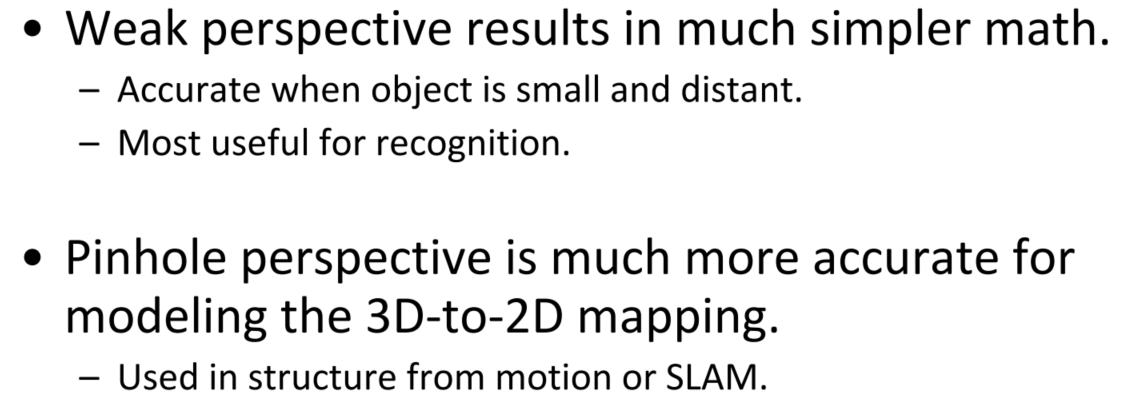 • Weak perspective results in much simpler math.
– Accurate when object is small and distant.
– Most useful for recognition.
• Pinhole perspective is much more accurate for
modeling the 3D-to-2D mapping.
– Used in structure from motion or SLAM.